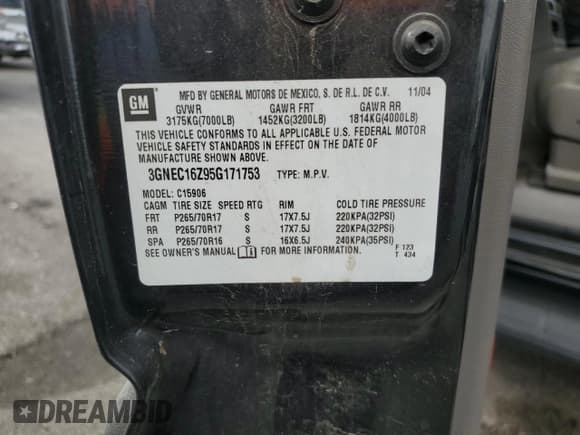 GM
MFD BY GENERAL MOTORS DE MEXICO, S. DE R.L. DE C.V. 11/04
GVWR GAWR FRT GAWR RR
3175KG(7000LB) 1452KG(3200LB) 1814KG(4000LB)
THIS VEHICLE CONFORMS TO ALL APPLICABLE U.S. FEDERAL MOTOR
VEHICLE SAFETY STANDARDS IN EFFECT ON THE DATE OF
MANUFACTURE SHOWN ABOVE.
3GNEC16Z95G171753 TYPE: M.P.V.
MODEL: C15906
CAGM TIRE SIZE SPEED RTG RIM COLD TIRE PRESSURE
FRT P265/70R17 S 17X7.5J 220KPA(32PSI)
RR P265/70R17 S 17X7.5J 220KPA(32PSI)
SPA P265/70R16 S 16X6.5J 240KPA(35PSI)
SEE OWNER'S MANUAL FOR MORE INFORMATION. F 123
T 434
DREAMBID